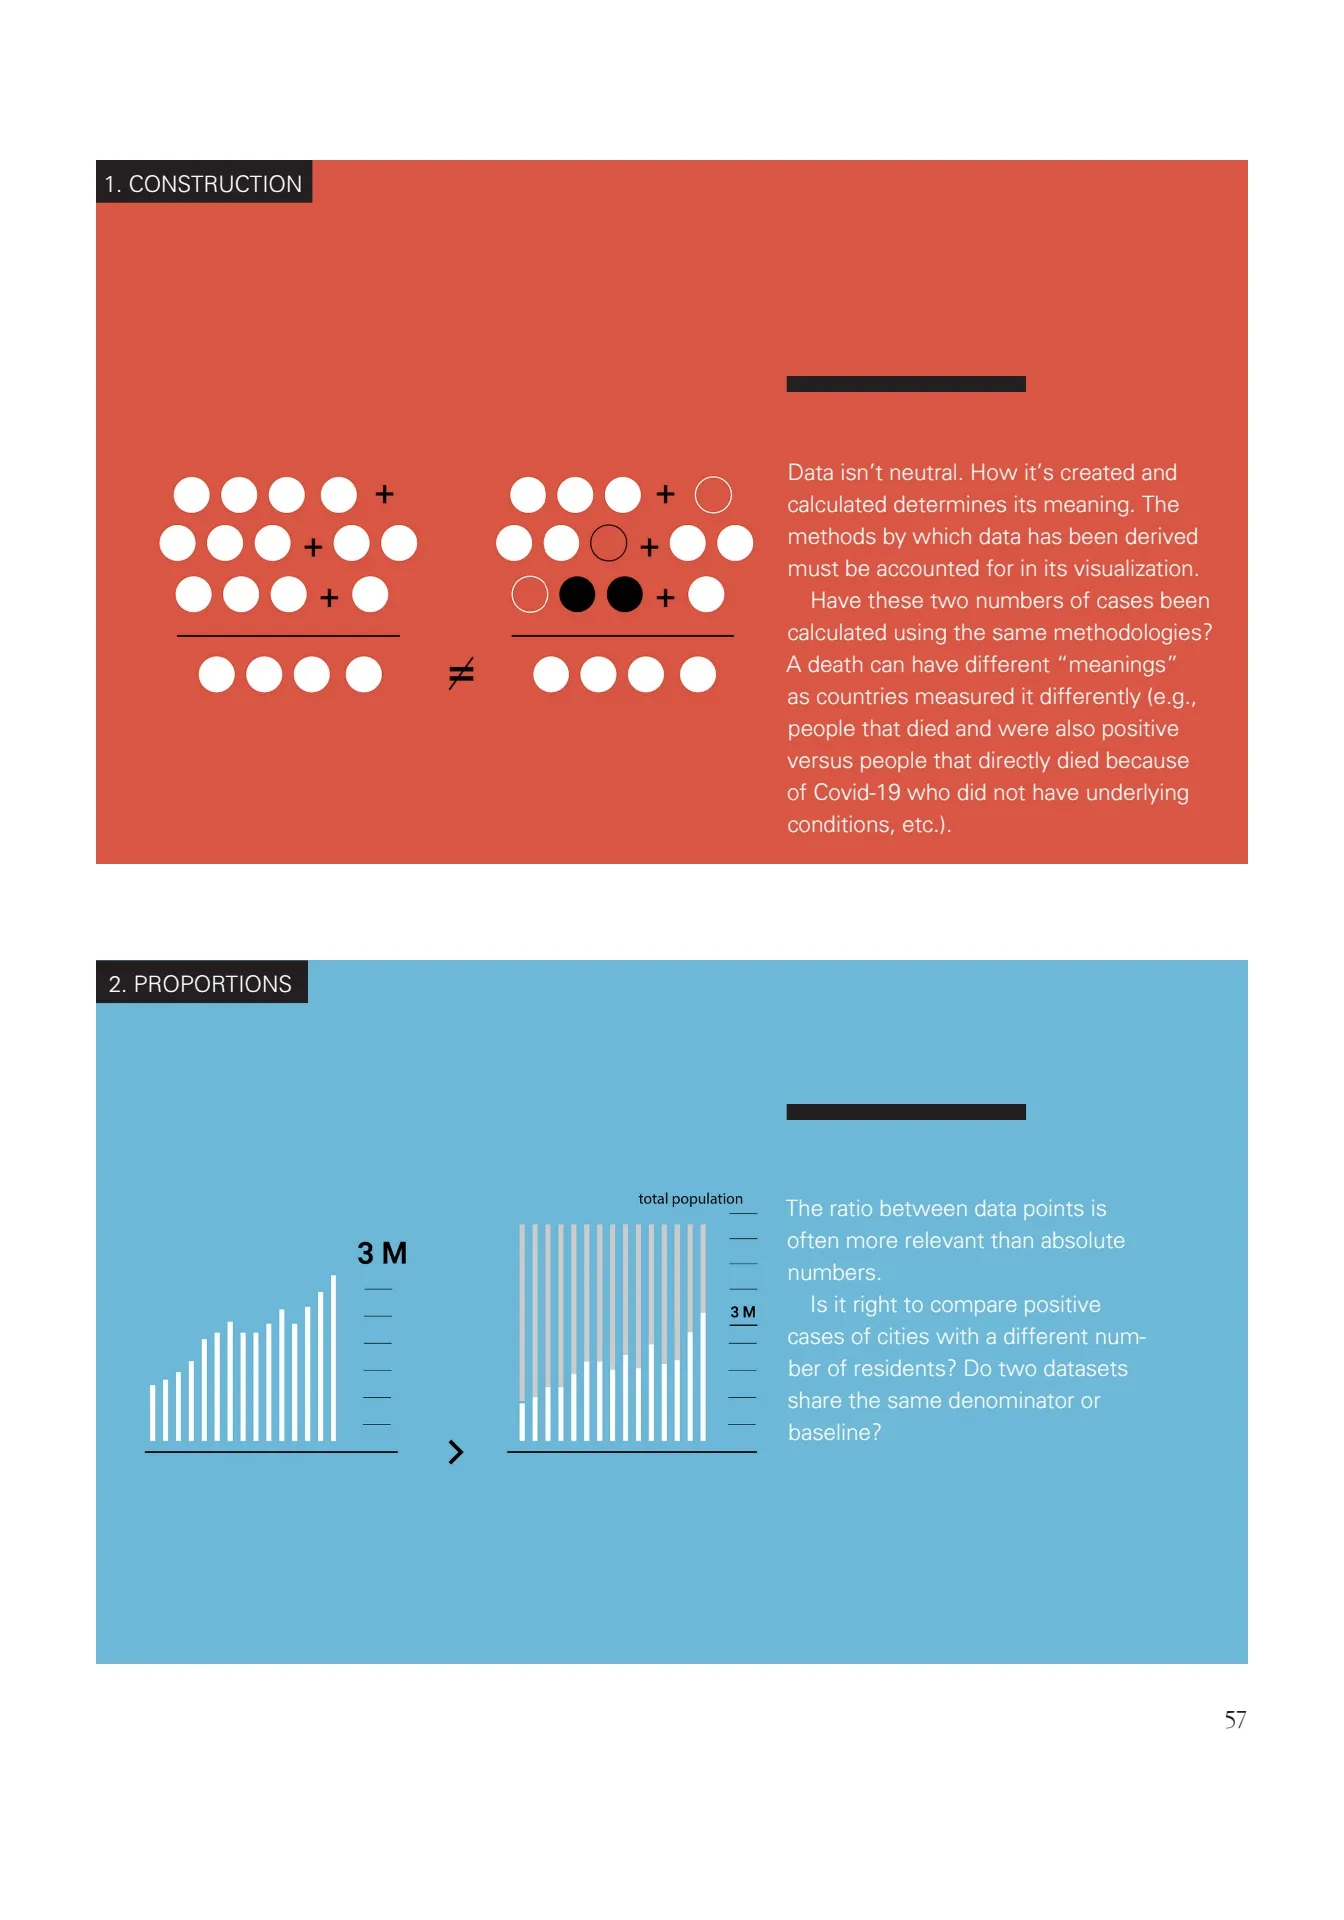 1. CONSTRUCTION
+ +
+ +
+ +
≠
Data isn’t neutral. How it’s created and
calculated determines its meaning. The
methods by which data has been derived
must be accounted for in its visualization.
Have these two numbers of cases been
calculated using the same methodologies?
A death can have different “meanings”
as countries measured it differently (e.g.,
people that died and were also positive
versus people that directly died because
of Covid-19 who did not have underlying
conditions, etc.).
2. PROPORTIONS
3 M
>
total population
3 M
The ratio between data points is
often more relevant than absolute
numbers.
Is it right to compare positive
cases of cities with a different num-
ber of residents? Do two datasets
share the same denominator or
baseline?
57